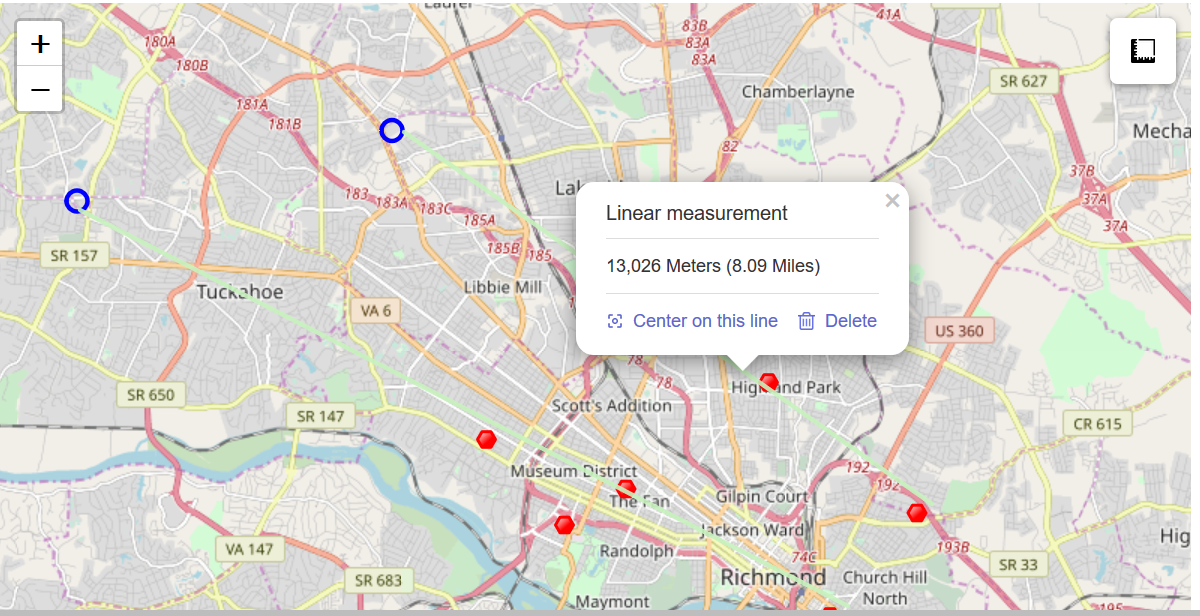 Laurel
41A
+
180A
83B
83A
83A
180B
SR 627
−
Chamberlayne
181A
181B
82
Mecha
37B
183
183A
183C
185A
37A
37A
Linear measurement
×
185B
185
SR 157
13,026 Meters (8.09 Miles)
Tuckahoe
Libbie Mill
VA 6
Center on this line
Delete
US 360
78
78
Highland Park
SR 650
Scott's Addition
SR 147
CR 615
Museum District
192
192
The Fan
Gilpin Court
Jackson Ward
VA 147
Randolph
74C
193B
Hig
SR 683
Richmond
Church Hill
North
SR 33
Maymont
195